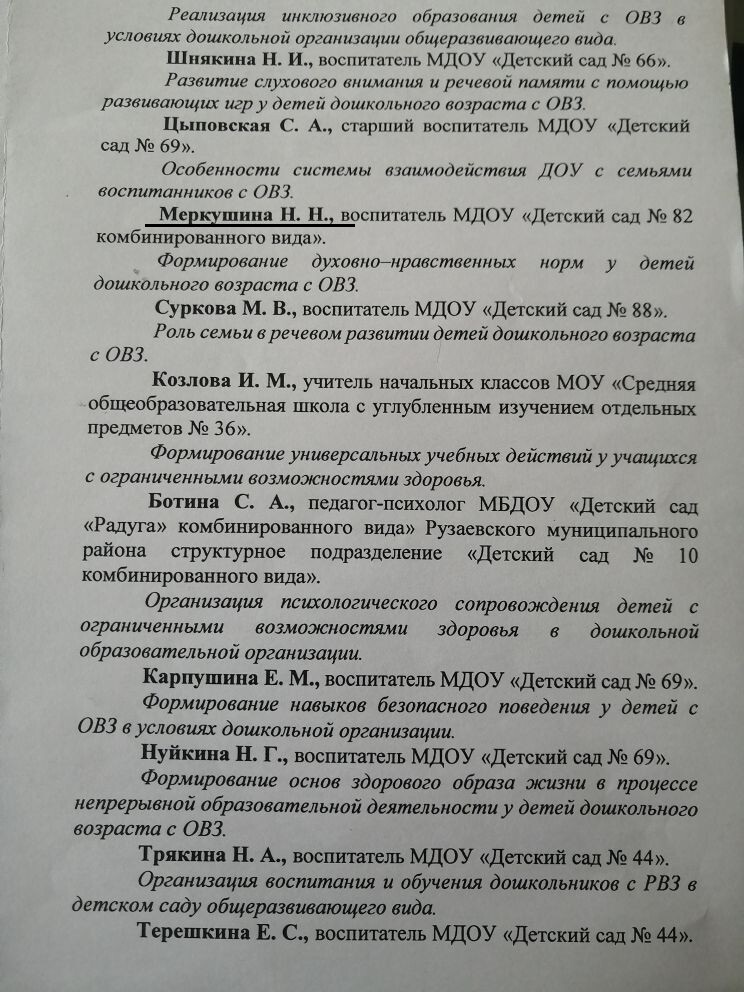 Реализация инклюзивного образования детей с ОВЗ в
условиях дошкольной организации общеразвивающего вида.
Шнякина Н. И., воспитатель МДОУ «Детский сад № 66».
Развитие слухового внимания и речевой памяти с помощью
развивающих игр у детей дошкольного возраста с ОВЗ.
Цыповская С. А., старший воспитатель МДОУ «Детский
сад № 69».
Особенности системы взаимодействия ДОУ с семьями
воспитанников с ОВЗ.
Меркушина Н. Н., воспитатель МДОУ «Детский сад № 82
комбинированного вида».
Формирование духовно–нравственных норм у детей
дошкольного возраста с ОВЗ.
Суркова М. В., воспитатель МДОУ «Детский сад № 88».
Роль семьи в речевом развитии детей дошкольного возраста
с ОВЗ.
Козлова И. М., учитель начальных классов МОУ «Средняя
общеобразовательная школа с углубленным изучением отдельных
предметов № 36».
Формирование универсальных учебных действий у учащихся
с ограниченными возможностями здоровья.
Ботина С. А., педагог-психолог МБДОУ «Детский сад
«Радуга» комбинированного вида» Рузаевского муниципального
района структурное подразделение «Детский сад № 10
комбинированного вида».
Организация психологического сопровождения детей с
ограниченными возможностями здоровья в дошкольной
образовательной организации.
Карпушина Е. М., воспитатель МДОУ «Детский сад № 69».
Формирование навыков безопасного поведения у детей с
ОВЗ в условиях дошкольной организации.
Нуйкина Н. Г., воспитатель МДОУ «Детский сад № 69».
Формирование основ здорового образа жизни в процессе
непрерывной образовательной деятельности у детей дошкольного
возраста с ОВЗ.
Трякина Н. А., воспитатель МДОУ «Детский сад № 44».
Организация воспитания и обучения дошкольников с РВЗ в
детском саду общеразвивающего вида.
Терешкина Е. С., воспитатель МДОУ «Детский сад № 44».